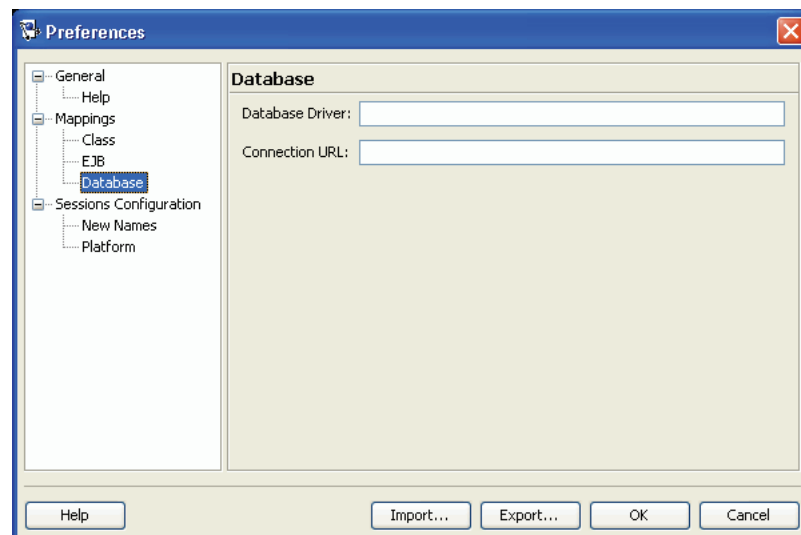 Preferences
General
Help
Mappings
Class
EJB
Database
Sessions Configuration
New Names
Platform
Database
Database Driver:
Connection URL:
Help
Import...
Export...
OK
Cancel